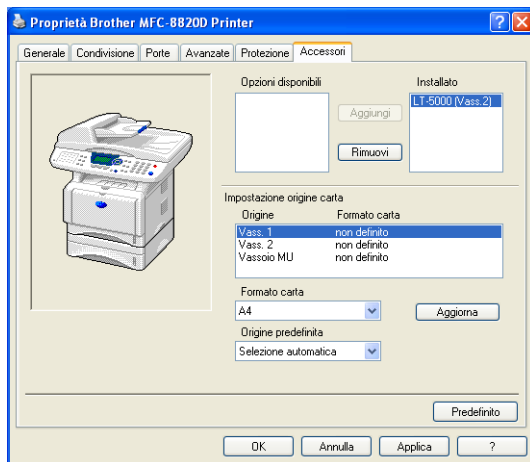 Proprietà Brother MFC-8820D Printer
Generale Condivisione Porte Avanzate Protezione Accessori
Opzioni disponibili Installato
LT-5000 (Vass.2)
Aggiungi
Rimuovi
Impostazione origine carta
Origine Formato carta
Vass. 1 non definito
Vass. 2 non definito
Vassoio MU non definito
Formato carta
A4 Aggiorna
Origine predefinita
Selezione automatica
Predefinito
OK Annulla Applica ?